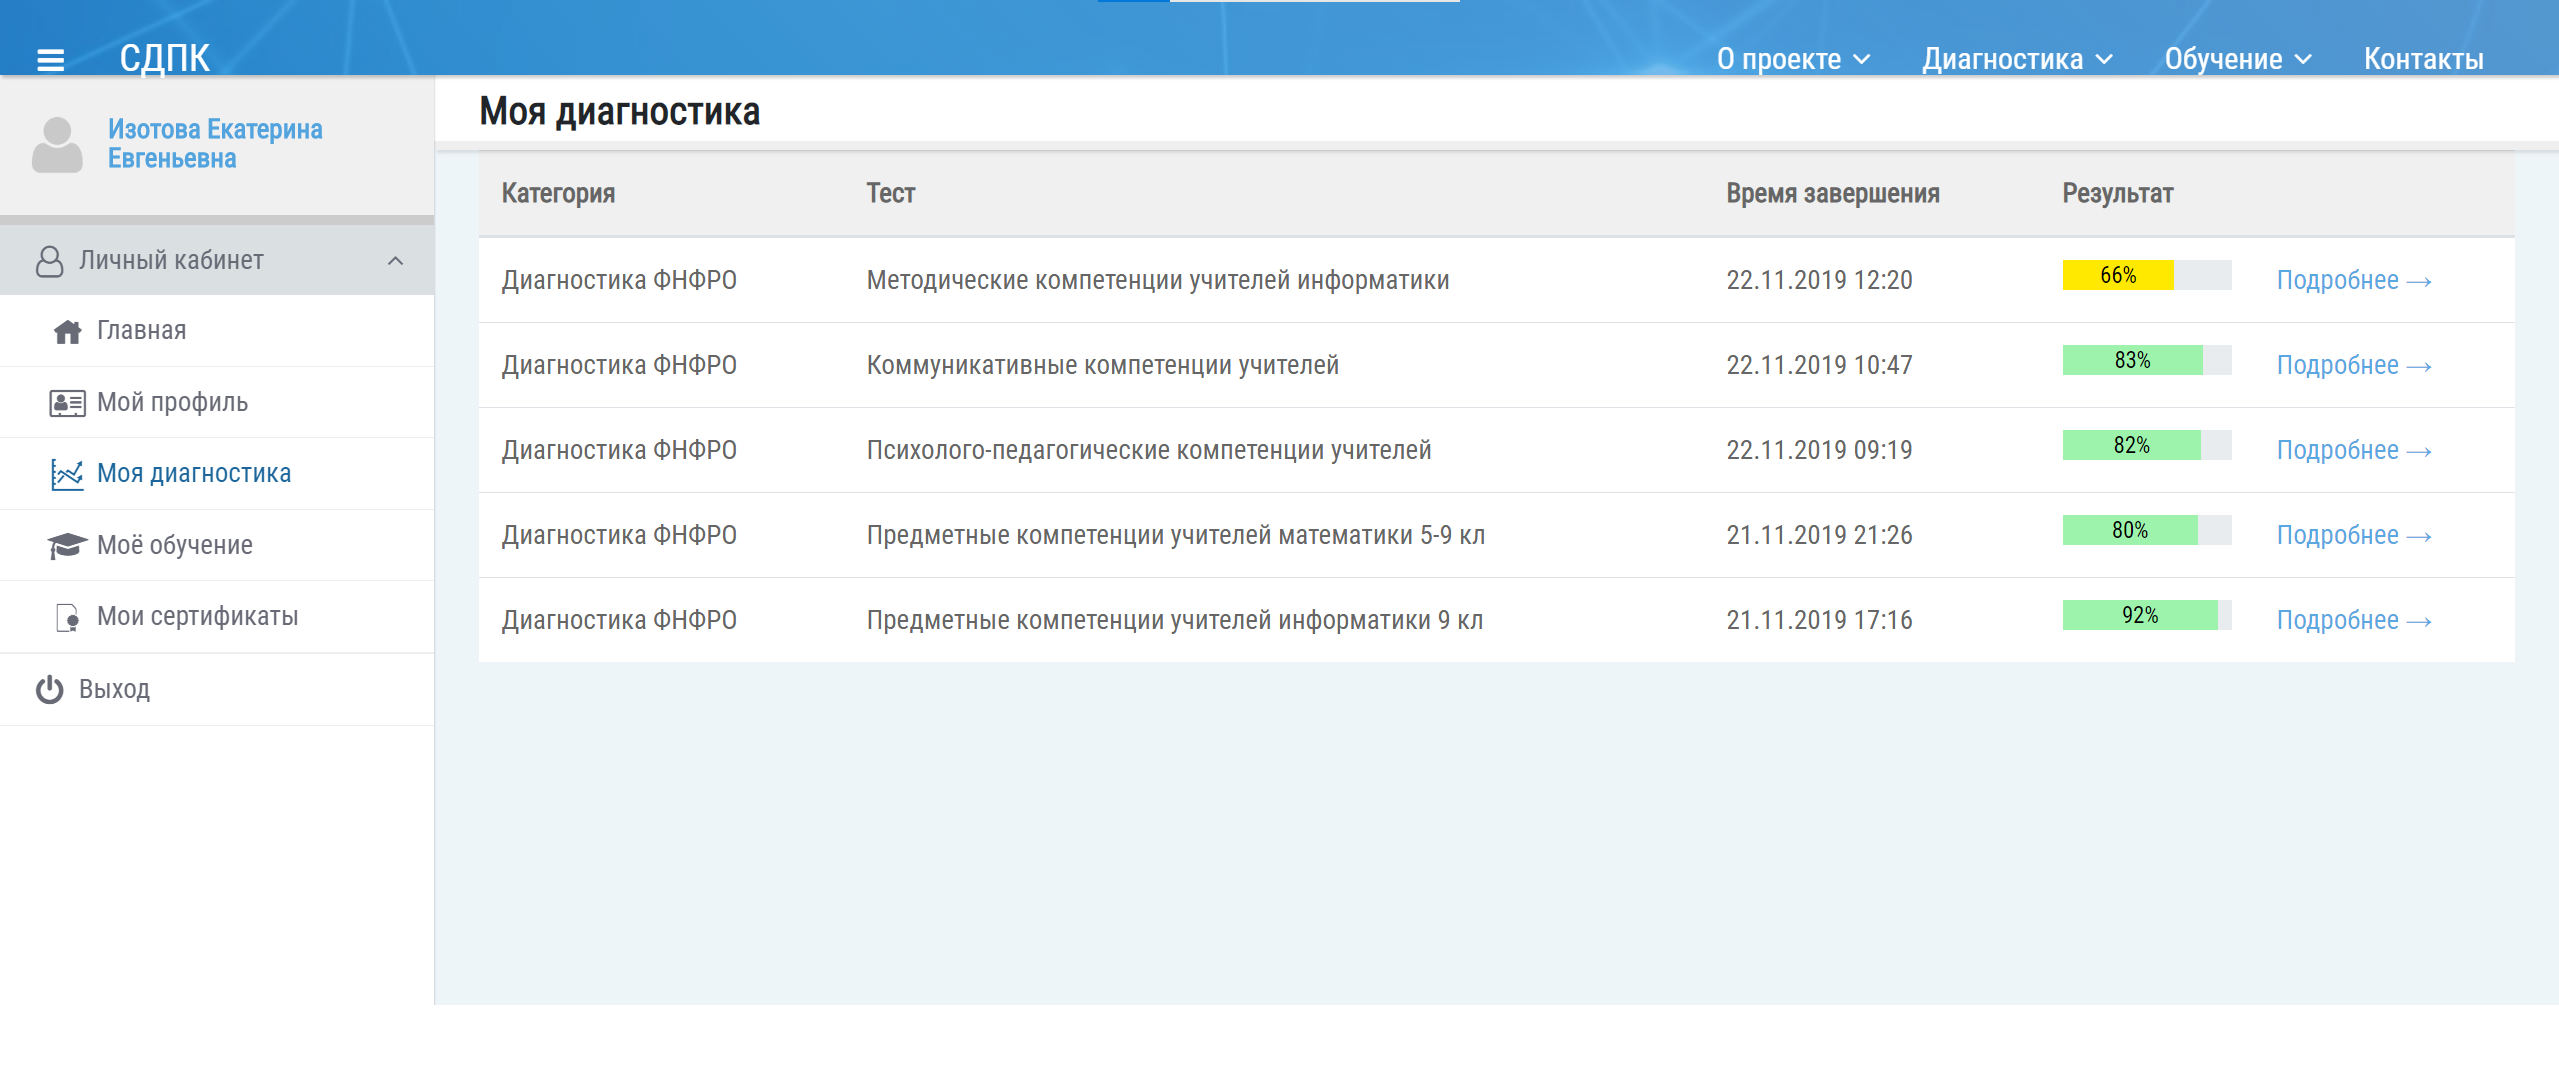 СДПК
О проекте Диагностика Обучение Контакты
Изотова Екатерина
Евгеньевна
Личный кабинет
Главная
Мой профиль
Моя диагностика
Моё обучение
Мои сертификаты
Выход
Моя диагностика
Категория Тест Время завершения Результат
Диагностика ФНФРО Методические компетенции учителей информатики 22.11.2019 12:20 66% Подробнее →
Диагностика ФНФРО Коммуникативные компетенции учителей 22.11.2019 10:47 83% Подробнее →
Диагностика ФНФРО Психолого-педагогические компетенции учителей 22.11.2019 09:19 82% Подробнее →
Диагностика ФНФРО Предметные компетенции учителей математики 5-9 кл 21.11.2019 21:26 80% Подробнее →
Диагностика ФНФРО Предметные компетенции учителей информатики 9 кл 21.11.2019 17:16 92% Подробнее →